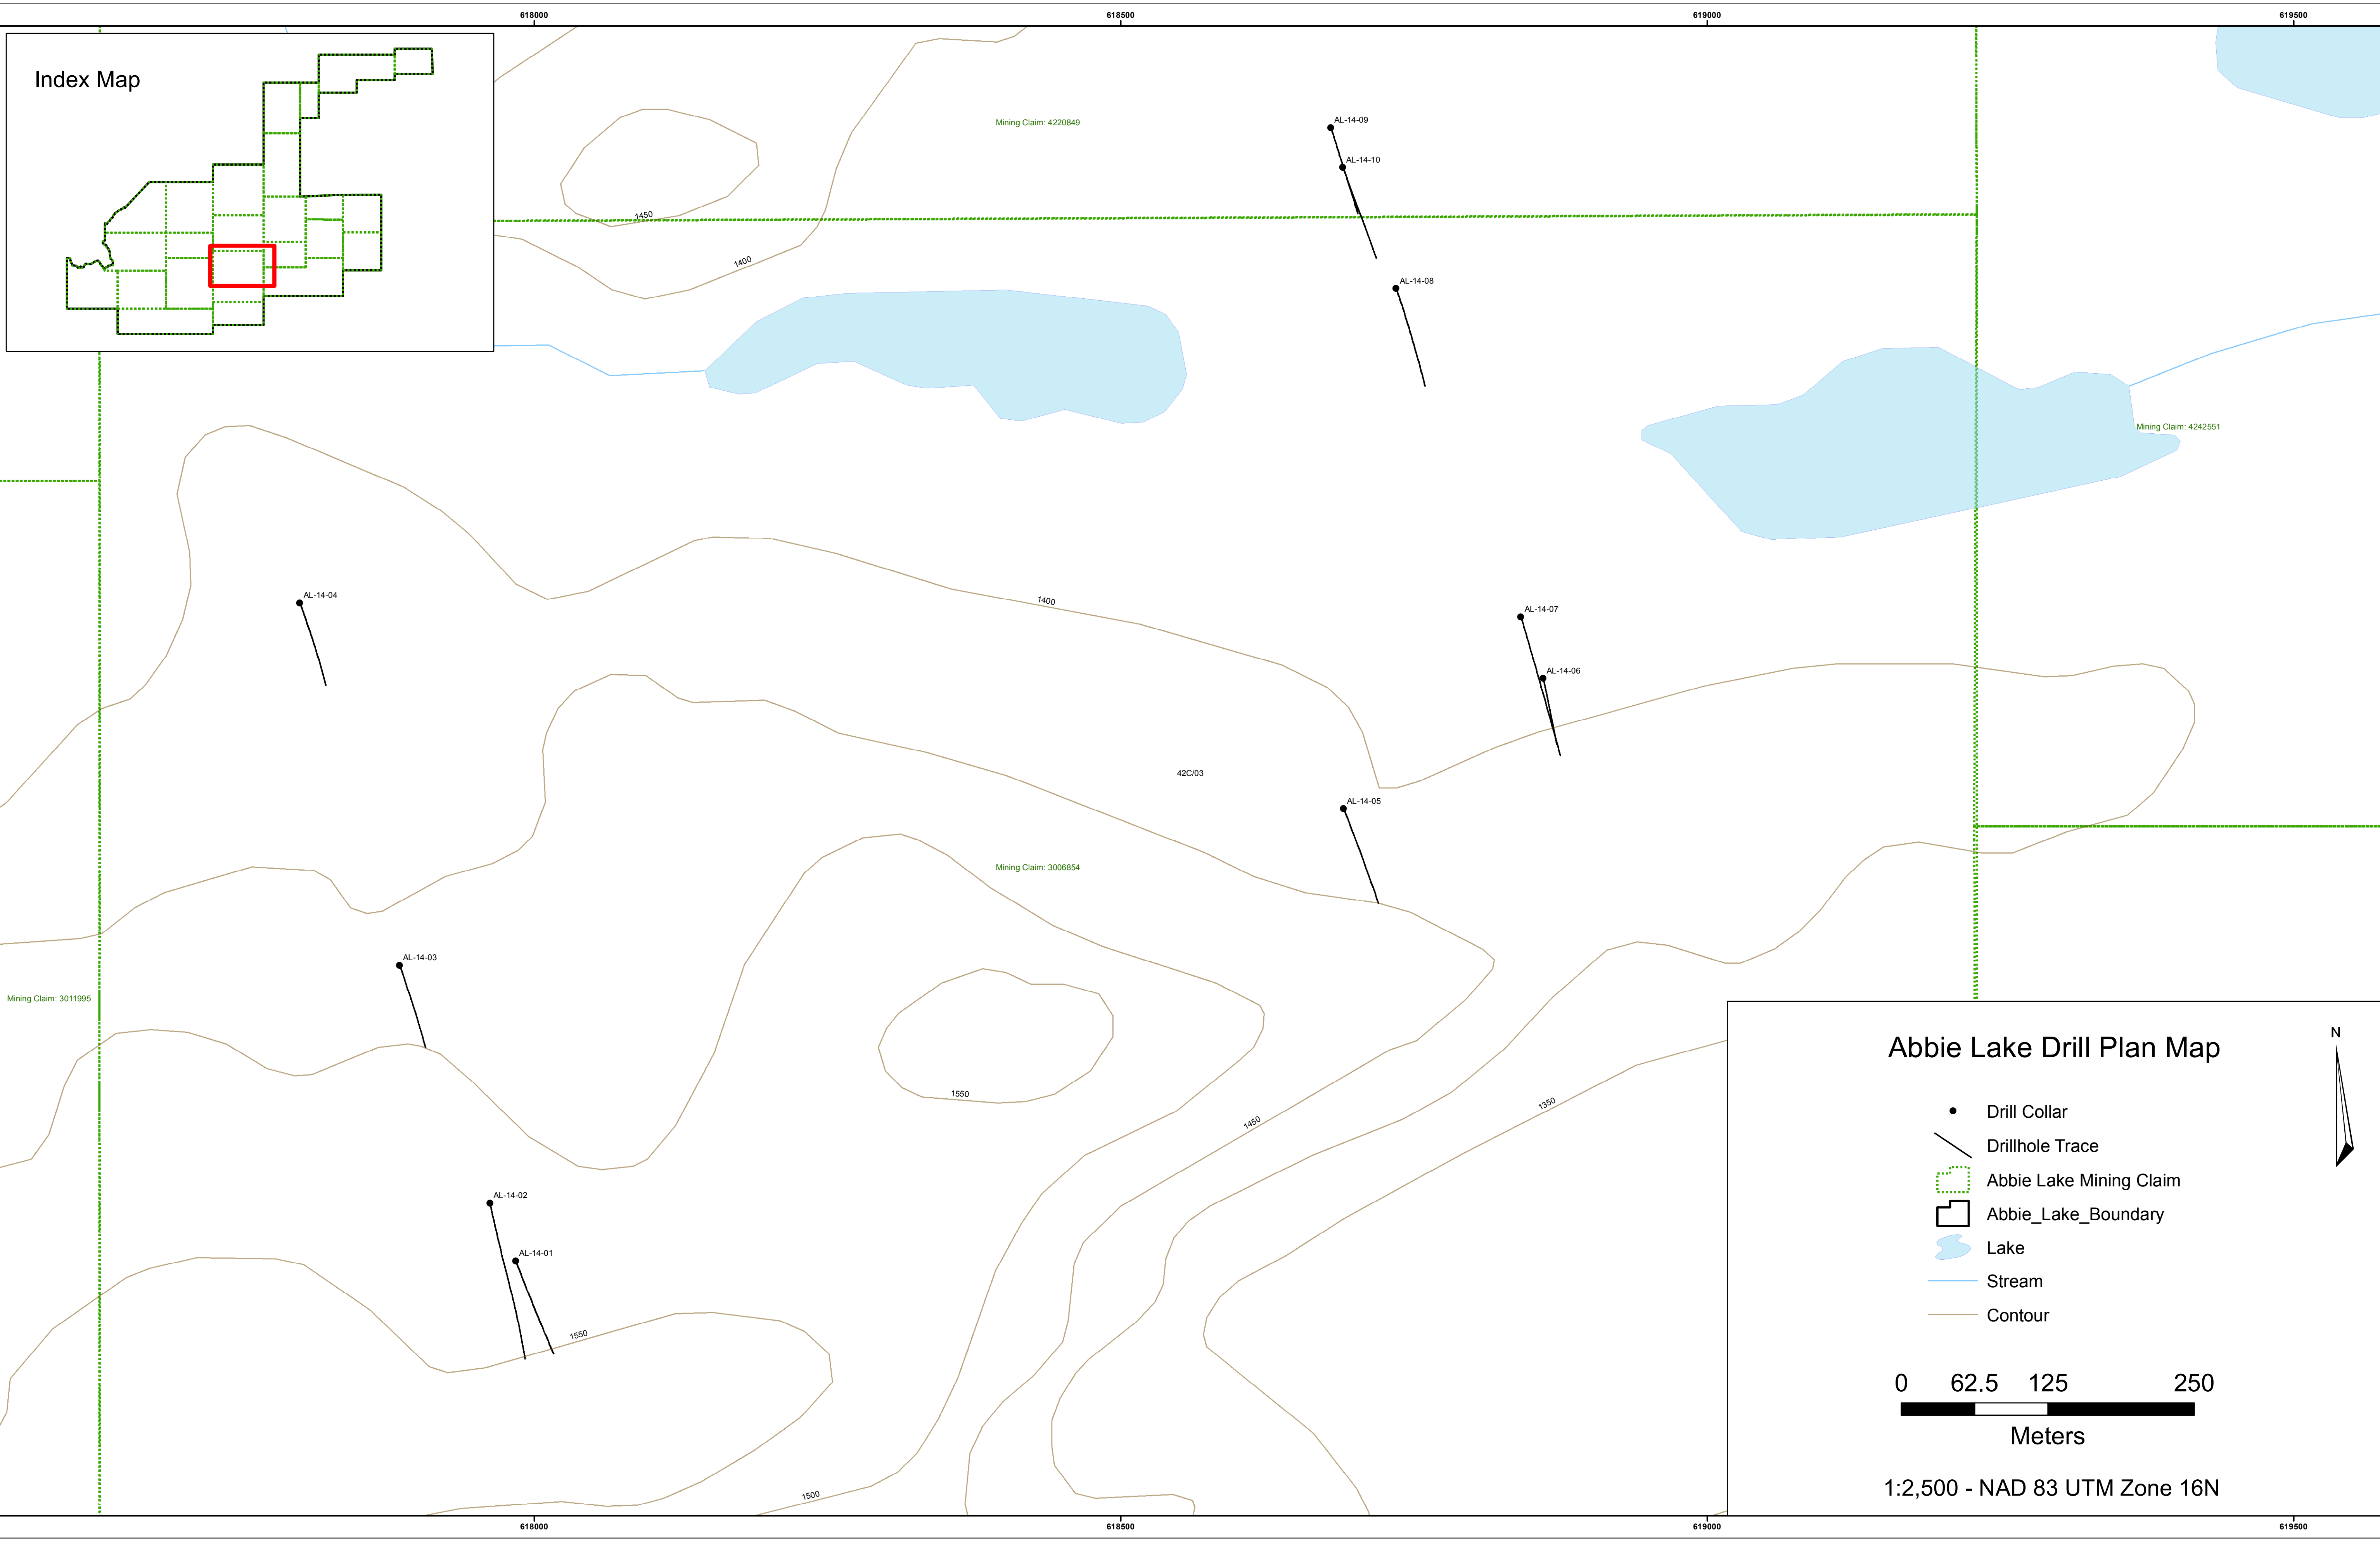 618000
618500
619000
619500
Index Map
Mining Claim: 4220849
AL-14-09
AL-14-10
1450
1400
AL-14-08
Mining Claim: 4242551
AL-14-04
1400
AL-14-07
AL-14-06
42C/03
AL-14-05
Mining Claim: 3006854
AL-14-03
Mining Claim: 3011995
1550
1450
1350
AL-14-02
AL-14-01
1550
1500
N
Abbie Lake Drill Plan Map
Drill Collar
Drillhole Trace
Abbie Lake Mining Claim
Abbie_Lake_Boundary
Lake
Stream
Contour
0 62.5 125 250
Meters
1:2,500 - NAD 83 UTM Zone 16N
618000
618500
619000
619500